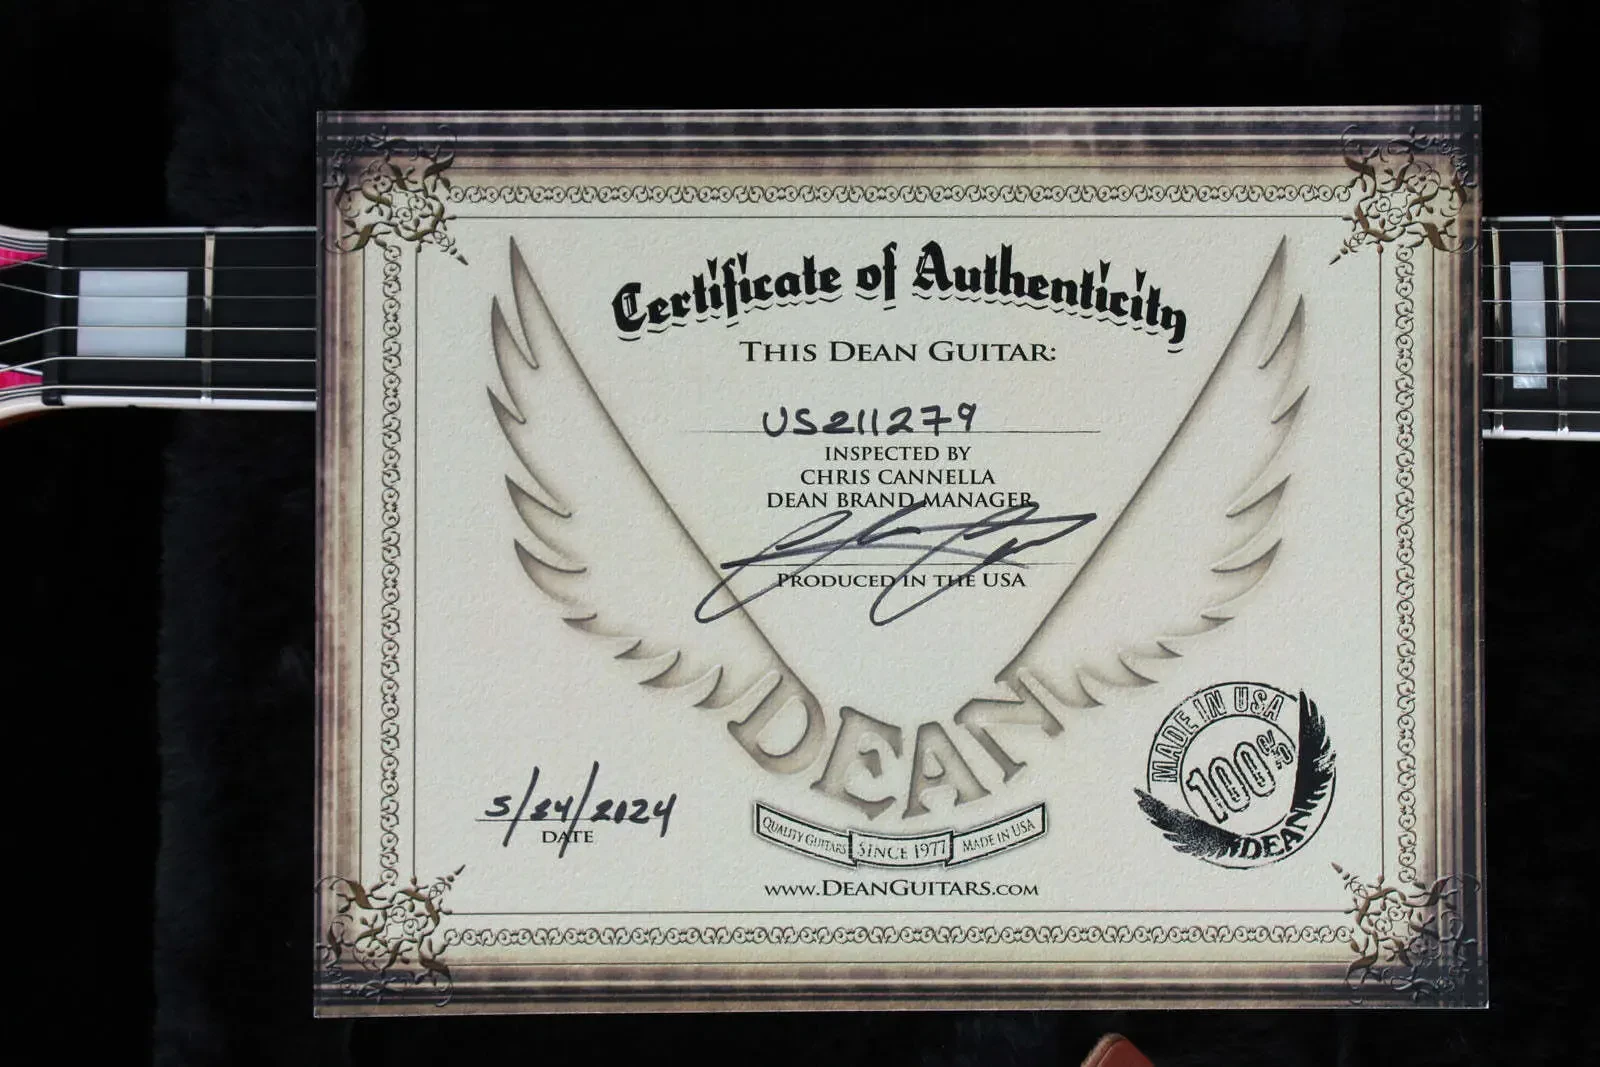 Certificate of Authenticity
THIS DEAN GUITAR:
US211279
INSPECTED BY
CHRIS CANNELLA
DEAN BRAND MANAGER
PRODUCED IN THE USA
DEAN
QUALITY GUITARS SINCE 1977 MADE IN USA
WWW.DEANGUITARS.COM
5/24/2024
DATE
MADE IN USA
100%
DEAN